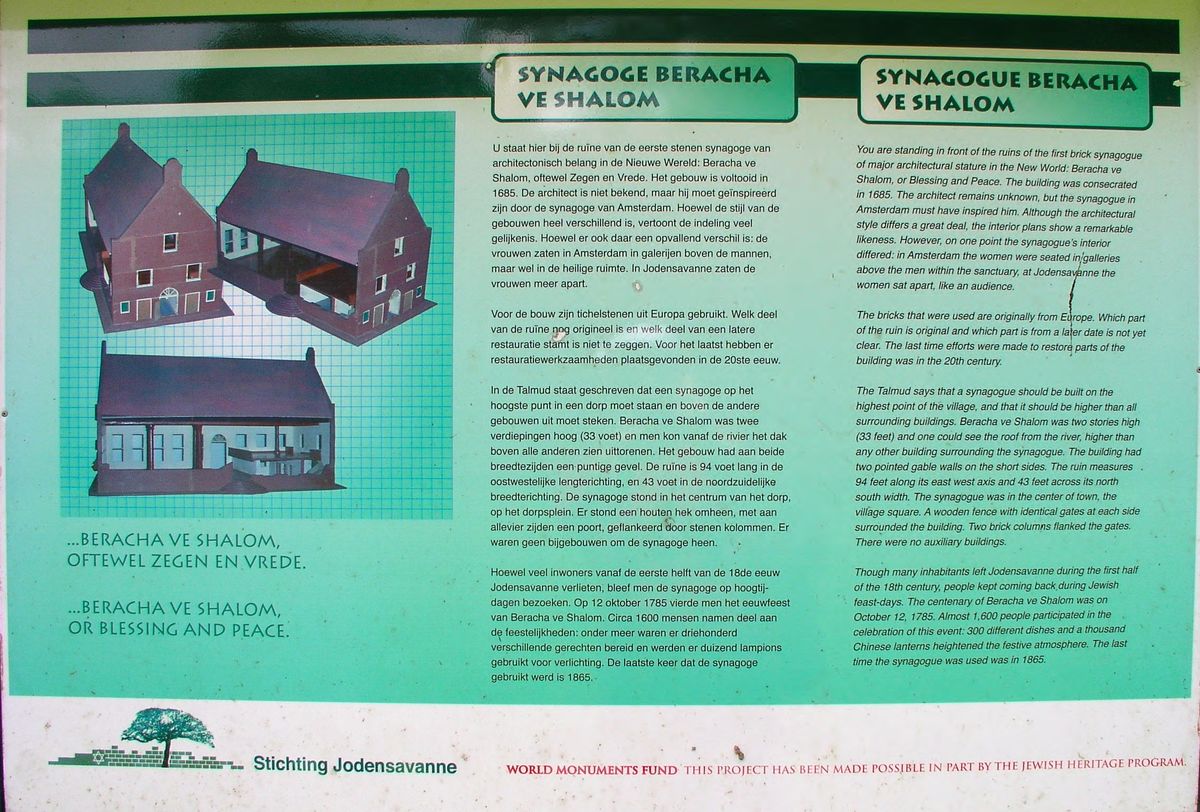 SYNAGOGE BERACHA
VE SHALOM
U staat hier bij de ruïne van de eerste stenen synagoge van
architectonisch belang in de Nieuwe Wereld: Beracha ve
Shalom, oftewel Zegen en Vrede. Het gebouw is voltooid in
1685. De architect is niet bekend, maar hij moet geïnspireerd
zijn door de synagoge van Amsterdam. Hoewel de stijl van de
gebouwen heel verschillend is, vertoont de indeling veel
gelijkenis. Hoewel er ook daar een opvallend verschil is: de
vrouwen zaten in Amsterdam in galerijen boven de mannen,
maar wel in de heilige ruimte. In Jodensavanne zaten de
vrouwen meer apart.
Voor de bouw zijn tichelstenen uit Europa gebruikt. Welk deel
van de ruïne nog origineel is en welk deel van een latere
restauratie stamt is niet te zeggen. Voor het laatst hebben er
restauratiewerkzaamheden plaatsgevonden in de 20ste eeuw.
In de Talmud staat geschreven dat een synagoge op het
hoogste punt in een dorp moet staan en boven de andere
gebouwen uit moet steken. Beracha ve Shalom was twee
verdiepingen hoog (33 voet) en men kon vanaf de rivier het dak
boven alle anderen zien uittorenen. Het gebouw had aan beide
breedtezijden een puntige gevel. De ruïne is 94 voet lang in de
oostwestelijke lengterichting, en 43 voet in de noordzuidelijke
breedterichting. De synagoge stond in het centrum van het dorp,
op het dorpsplein. Er stond een houten hek omheen, met aan
allevier zijden een poort, geflankeerd door stenen kolommen. Er
waren geen bijgebouwen om de synagoge heen.
Hoewel veel inwoners vanaf de eerste helft van de 18de eeuw
Jodensavanne verlieten, bleef men de synagoge op hoogtij-
dagen bezoeken. Op 12 oktober 1785 vierde men het eeuwfeest
van Beracha ve Shalom. Circa 1600 mensen namen deel aan
de feestelijkheden: onder meer waren er driehonderd
verschillende gerechten bereid en werden er duizend lampions
gebruikt voor verlichting. De laatste keer dat de synagoge
gebruikt werd is 1865.
SYNAGOGUE BERACHA
VE SHALOM
You are standing in front of the ruins of the first brick synagogue
of major architectural stature in the New World: Beracha ve
Shalom, or Blessing and Peace. The building was consecrated
in 1685. The architect remains unknown, but the synagogue in
Amsterdam must have inspired him. Although the architectural
style differs a great deal, the interior plans show a remarkable
likeness. However, on one point the synagogue's interior
differed: in Amsterdam the women were seated in galleries
above the men within the sanctuary, at Jodensavanne the
women sat apart, like an audience.
The bricks that were used are originally from Europe. Which part
of the ruin is original and which part is from a later date is not yet
clear. The last time efforts were made to restore parts of the
building was in the 20th century.
The Talmud says that a synagogue should be built on the
highest point of the village, and that it should be higher than all
surrounding buildings. Beracha ve Shalom was two stories high
(33 feet) and one could see the roof from the river, higher than
any other building surrounding the synagogue. The building had
two pointed gable walls on the short sides. The ruin measures
94 feet along its east west axis and 43 feet across its north
south width. The synagogue was in the center of town, the
village square. A wooden fence with identical gates at each side
surrounded the building. Two brick columns flanked the gates.
There were no auxiliary buildings.
Though many inhabitants left Jodensavanne during the first half
of the 18th century, people kept coming back during Jewish
feast-days. The centenary of Beracha ve Shalom was on
October 12, 1785. Almost 1,600 people participated in the
celebration of this event: 300 different dishes and a thousand
Chinese lanterns heightened the festive atmosphere. The last
time the synagogue was used was in 1865.
...BERACHA VE SHALOM,
OFTEWEL ZEGEN EN VREDE.
...BERACHA VE SHALOM,
OR BLESSING AND PEACE.
Stichting Jodensavanne
WORLD MONUMENTS FUND THIS PROJECT HAS BEEN MADE POSSIBLE IN PART BY THE JEWISH HERITAGE PROGRAM.